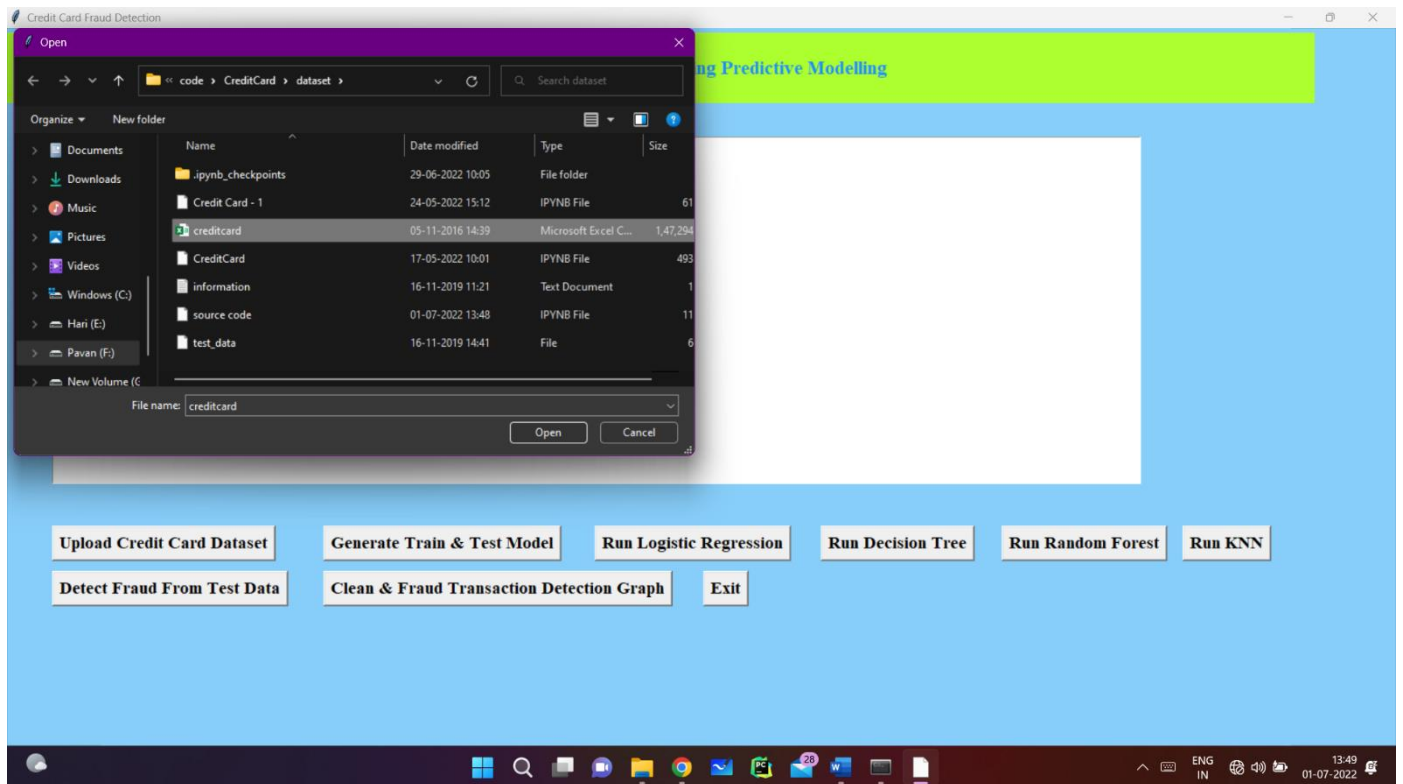 Credit Card Fraud Detection
Open
ng Predictive Modelling
« code › CreditCard › dataset ›
Search dataset
Organize
New folder
Name Date modified Type Size
Documents
Downloads
Music
Pictures
Videos
Windows (C:)
Hari (E:)
Pavan (F:)
New Volume (G
.ipynb_checkpoints 29-06-2022 10:05 File folder
Credit Card - 1 24-05-2022 15:12 IPYNB File 61
creditcard 05-11-2016 14:39 Microsoft Excel C... 1,47,294
CreditCard 17-05-2022 10:01 IPYNB File 493
information 16-11-2019 11:21 Text Document 1
source code 01-07-2022 13:48 IPYNB File 11
test_data 16-11-2019 14:41 File 6
File name: creditcard
Open Cancel
Upload Credit Card Dataset Generate Train & Test Model Run Logistic Regression Run Decision Tree Run Random Forest Run KNN
Detect Fraud From Test Data Clean & Fraud Transaction Detection Graph Exit
28
ENG
IN
13:49
01-07-2022